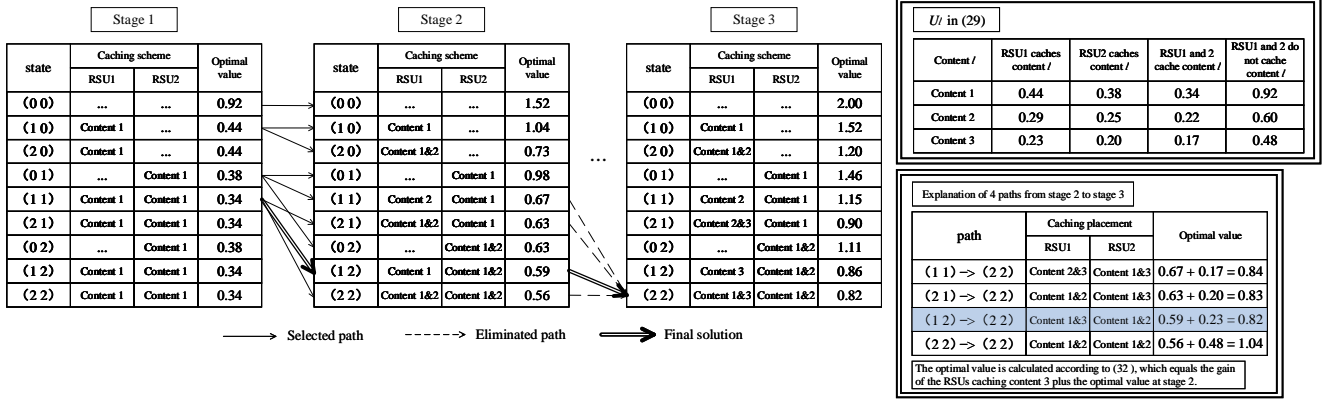 Stage 1
state Caching scheme Optimal value
RSU1 RSU2
(0 0) ... ... 0.92
(1 0) Content 1 ... 0.44
(2 0) Content 1 ... 0.44
(0 1) ... Content 1 0.38
(1 1) Content 1 Content 1 0.34
(2 1) Content 1 Content 1 0.34
(0 2) ... Content 1 0.38
(1 2) Content 1 Content 1 0.34
(2 2) Content 1 Content 1 0.34
Stage 2
state Caching scheme Optimal value
RSU1 RSU2
(0 0) ... ... 1.52
(1 0) Content 1 ... 1.04
(2 0) Content 1&2 ... 0.73
(0 1) ... Content 1 0.98
(1 1) Content 2 Content 1 0.67
(2 1) Content 1&2 Content 1 0.63
(0 2) ... Content 1&2 0.63
(1 2) Content 1 Content 1&2 0.59
(2 2) Content 1&2 Content 1&2 0.56
...
Stage 3
state Caching scheme Optimal value
RSU1 RSU2
(0 0) ... ... 2.00
(1 0) Content 1 ... 1.52
(2 0) Content 1&2 ... 1.20
(0 1) ... Content 1 1.46
(1 1) Content 2 Content 1 1.15
(2 1) Content 2&3 Content 1 0.90
(0 2) ... Content 1&2 1.11
(1 2) Content 3 Content 1&2 0.86
(2 2) Content 1&3 Content 1&2 0.82
Selected path
Eliminated path
Final solution
Ul in (29)
Content l RSU1 caches content l RSU2 caches content l RSU1 and 2 cache content l RSU1 and 2 do not cache content l
Content 1 0.44 0.38 0.34 0.92
Content 2 0.29 0.25 0.22 0.60
Content 3 0.23 0.20 0.17 0.48
Explanation of 4 paths from stage 2 to stage 3
path Caching placement Optimal value
RSU1 RSU2
(1 1) -> (2 2) Content 2&3 Content 1&3 0.67 + 0.17 = 0.84
(2 1) -> (2 2) Content 1&2 Content 1&3 0.63 + 0.20 = 0.83
(1 2) -> (2 2) Content 1&3 Content 1&2 0.59 + 0.23 = 0.82
(2 2) -> (2 2) Content 1&2 Content 1&2 0.56 + 0.48 = 1.04
The optimal value is calculated according to (32 ), which equals the gain
of the RSUs caching content 3 plus the optimal value at stage 2.